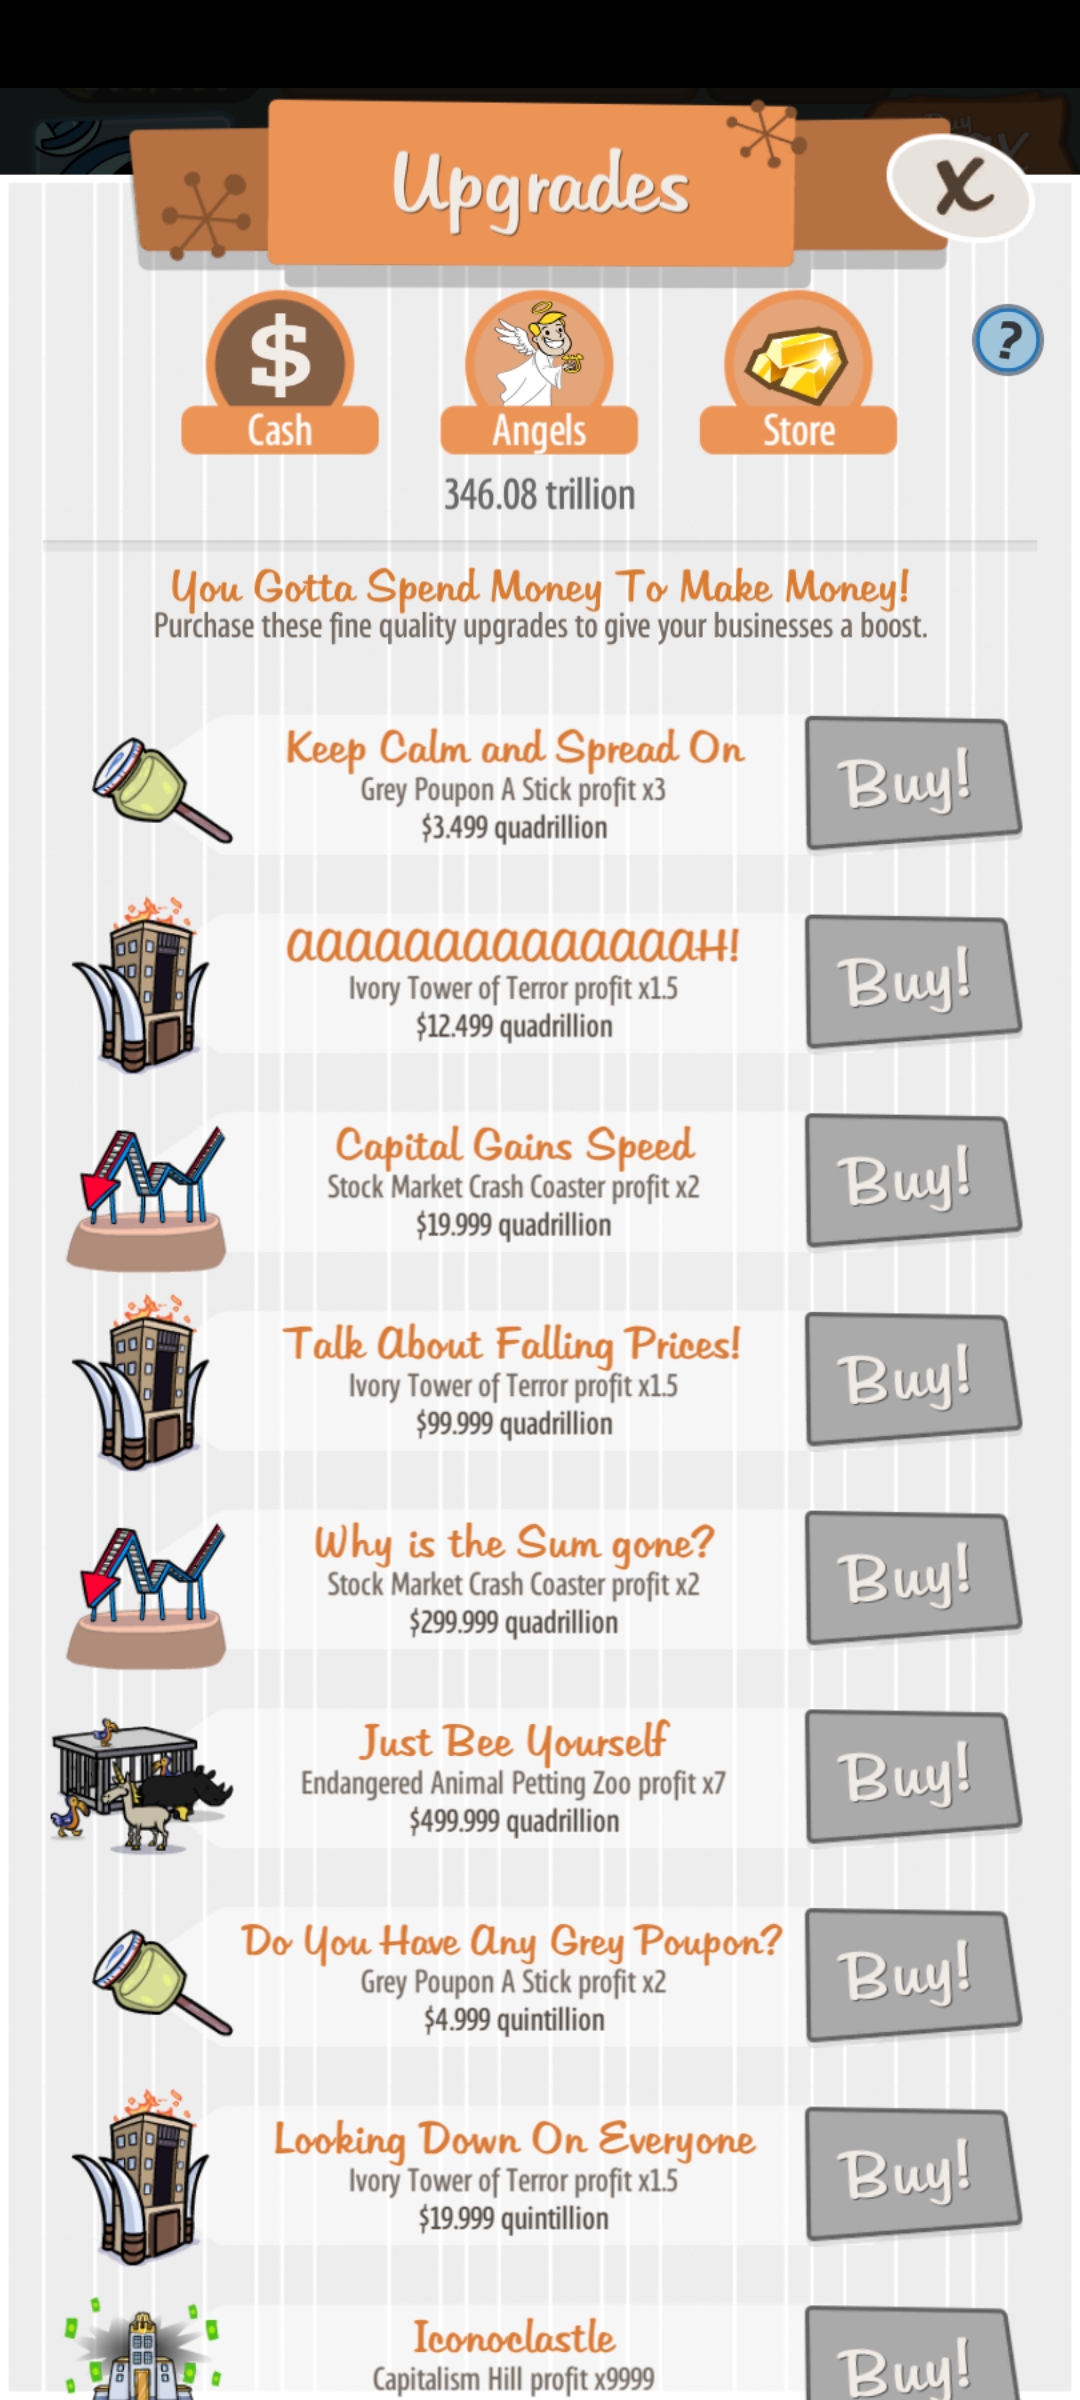 Upgrades
X
?
$
Cash
Angels
Store
346.08 trillion
You Gotta Spend Money To Make Money!
Purchase these fine quality upgrades to give your businesses a boost.
Keep Calm and Spread On
Grey Poupon A Stick profit x3
$3.499 quadrillion
Buy!
aaaaaaaaaaaaaaH!
Ivory Tower of Terror profit x1.5
$12.499 quadrillion
Buy!
Capital Gains Speed
Stock Market Crash Coaster profit x2
$19.999 quadrillion
Buy!
Talk About Falling Prices!
Ivory Tower of Terror profit x1.5
$99.999 quadrillion
Buy!
Why is the Sum gone?
Stock Market Crash Coaster profit x2
$299.999 quadrillion
Buy!
Just Bee Yourself
Endangered Animal Petting Zoo profit x7
$499.999 quadrillion
Buy!
Do You Have Any Grey Poupon?
Grey Poupon A Stick profit x2
$4.999 quintillion
Buy!
Looking Down On Everyone
Ivory Tower of Terror profit x1.5
$19.999 quintillion
Buy!
Iconoclastle
Capitalism Hill profit x9999
Buy!